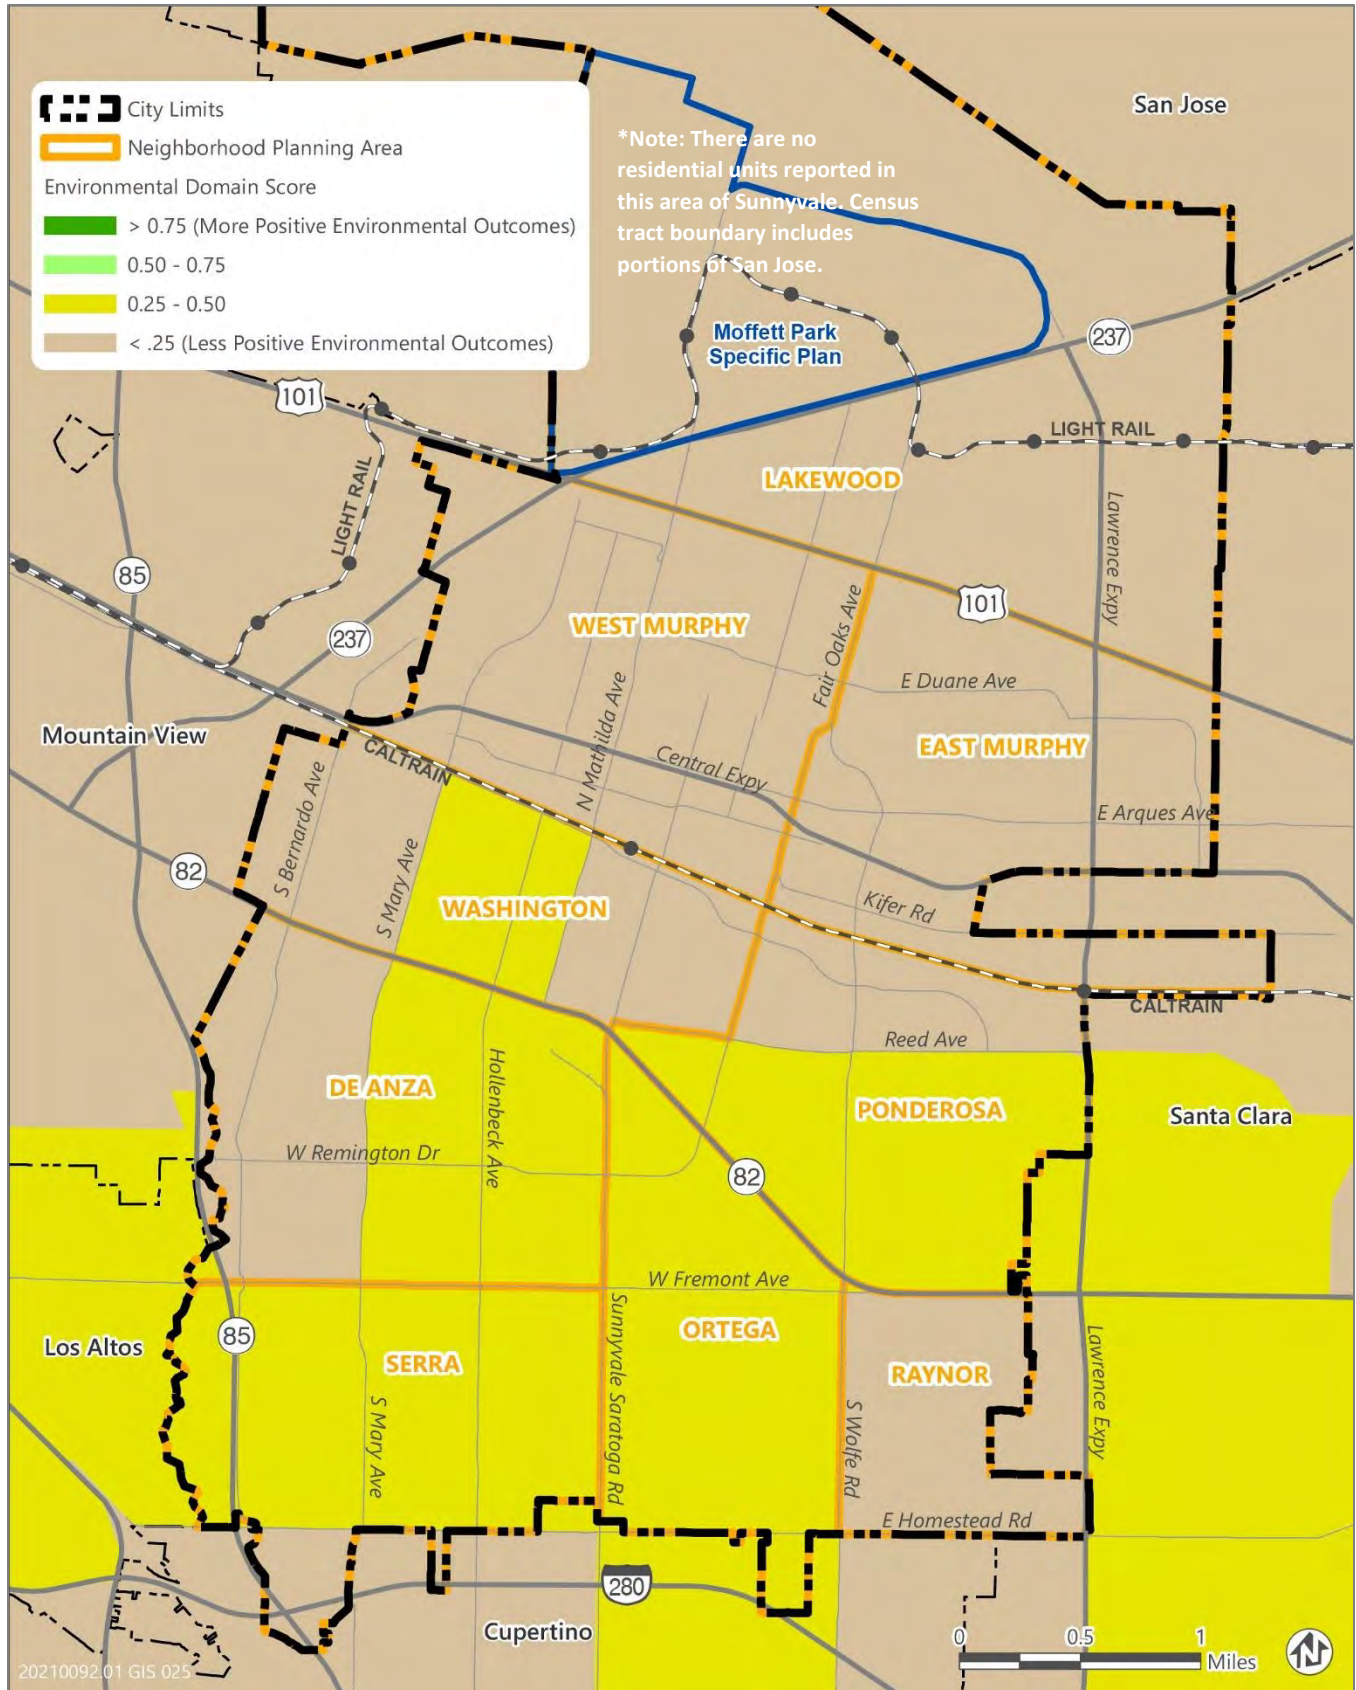 San Jose
City Limits
Neighborhood Planning Area
Environmental Domain Score
> 0.75 (More Positive Environmental Outcomes)
0.50 - 0.75
0.25 - 0.50
< .25 (Less Positive Environmental Outcomes)
*Note: There are no
residential units reported in
this area of Sunnyvale. Census
tract boundary includes
portions of San Jose.
Moffett Park
Specific Plan
237
101
LIGHT RAIL
LAKEWOOD
LIGHT RAIL
Lawrence Expy
85
101
237
WEST MURPHY
Fair Oaks Ave
E Duane Ave
N Mathilda Ave
Mountain View
CALTRAIN
Central Expy
EAST MURPHY
S Bernardo Ave
E Arques Ave
82
S Mary Ave
WASHINGTON
Kifer Rd
CALTRAIN
Reed Ave
DE ANZA
Hollenbeck Ave
PONDEROSA
Santa Clara
W Remington Dr
82
W Fremont Ave
Los Altos
85
SERRA
Sunnyvale Saratoga Rd
ORTEGA
RAYNOR
Lawrence Expy
S Mary Ave
S Wolfe Rd
E Homestead Rd
280
Cupertino
0 0.5 1
Miles
N
20210092.01 GIS 025